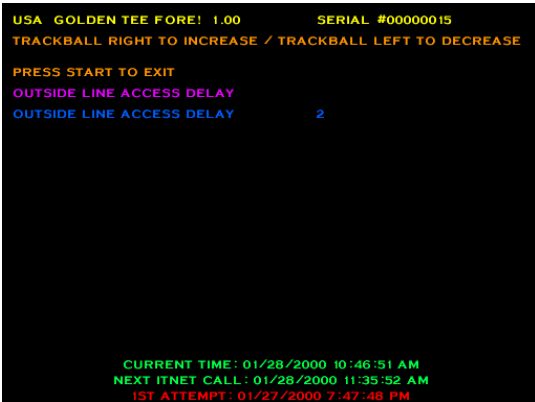 USA GOLDEN TEE FORE! 1.00 SERIAL #00000015
TRACKBALL RIGHT TO INCREASE / TRACKBALL LEFT TO DECREASE
PRESS START TO EXIT
OUTSIDE LINE ACCESS DELAY
OUTSIDE LINE ACCESS DELAY 2
CURRENT TIME: 01/28/2000 10:46:51 AM
NEXT ITNET CALL: 01/28/2000 11:35:52 AM
1ST ATTEMPT: 01/27/2000 7:47:48 PM